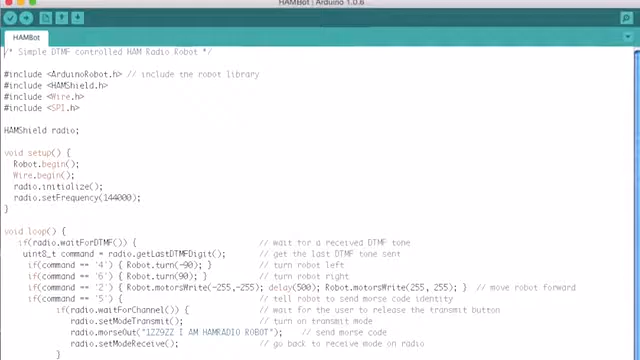 HAMBot | Arduino 1.0.6
HAMBot
/* Simple DTMF controlled HAM Radio Robot */
#include <ArduinoRobot.h> // include the robot library
#include <HAMShield.h>
#include <Wire.h>
#include <SPI.h>
HAMShield radio;
void setup() {
Robot.begin();
Wire.begin();
radio.initialize();
radio.setFrequency(144000);
}
void loop() {
if(radio.waitForDTMF()) { // wait for a received DTMF tone
uint8_t command = radio.getLastDTMFDigit(); // get the last DTMF tone sent
if(command == '4') { Robot.turn(-90); } // turn robot left
if(command == '6') { Robot.turn(90); } // turn robot right
if(command == '2') { Robot.motorsWrite(-255,-255); delay(500); Robot.motorsWrite(255, 255); } // move robot forward
if(command == '5') { // tell robot to send morse code identity
if(radio.waitForChannel()) { // wait for the user to release the transmit button
radio.setModeTransmit(); // turn on transmit mode
radio.morseOut("1ZZ9ZZ I AM HAMRADIO ROBOT"); // send morse code
radio.setModeReceive(); // go back to receive mode on radio
}